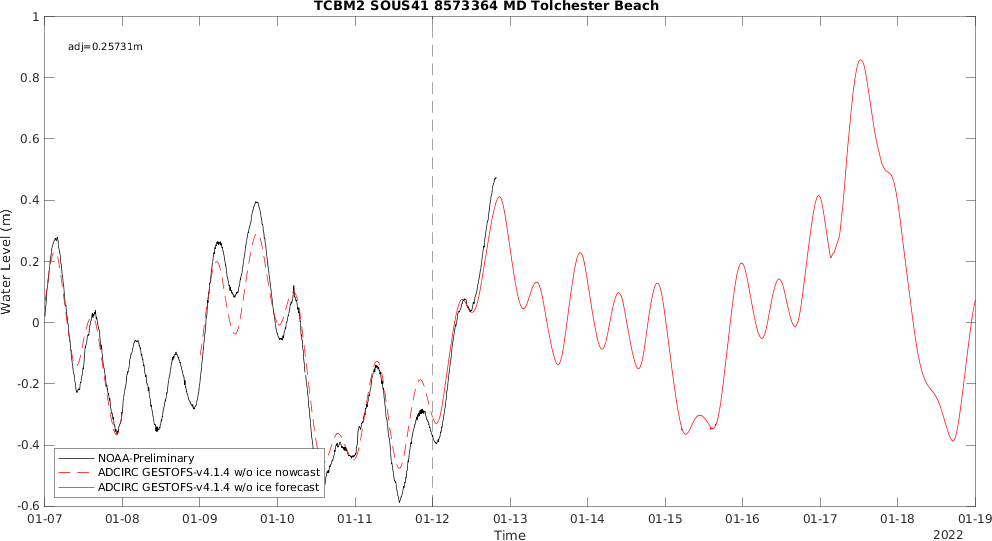 TCBM2 SOUS41 8573364 MD Tolchester Beach
adj=0.25731m
Water Level (m)
1
0.8
0.6
0.4
0.2
0
-0.2
-0.4
-0.6
NOAA-Preliminary
ADCIRC GESTOFS-v4.1.4 w/o ice nowcast
ADCIRC GESTOFS-v4.1.4 w/o ice forecast
01-07 01-08 01-09 01-10 01-11 01-12 01-13 01-14 01-15 01-16 01-17 01-18 01-19
Time
2022